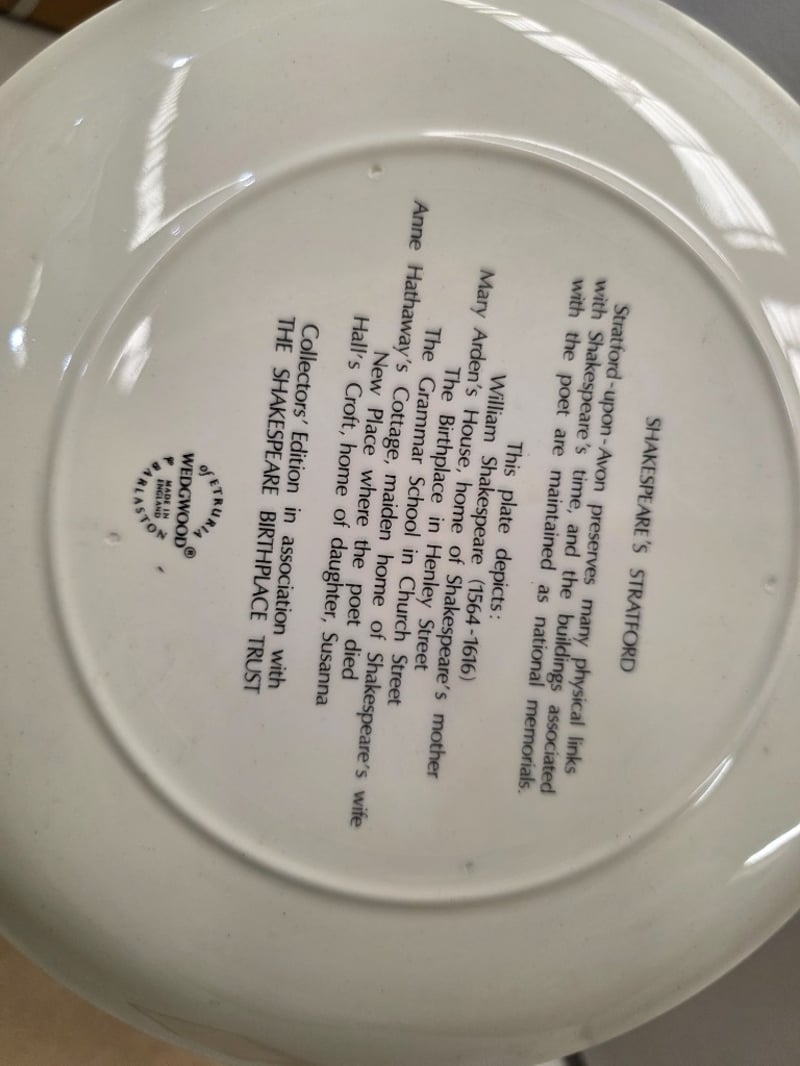 SHAKESPEARE'S STRATFORD
Stratford-upon-Avon preserves many physical links
with Shakespeare's time, and the buildings associated
with the poet are maintained as national memorials.
This plate depicts:
William Shakespeare (1564-1616)
Mary Arden's House, home of Shakespeare's mother
The Birthplace in Henley Street
The Grammar School in Church Street
Anne Hathaway's Cottage, maiden home of Shakespeare's wife
New Place where the poet died
Hall's Croft, home of daughter, Susanna
Collectors' Edition in association with
THE SHAKESPEARE BIRTHPLACE TRUST
of ETRURIA
WEDGWOOD®
MADE IN
ENGLAND